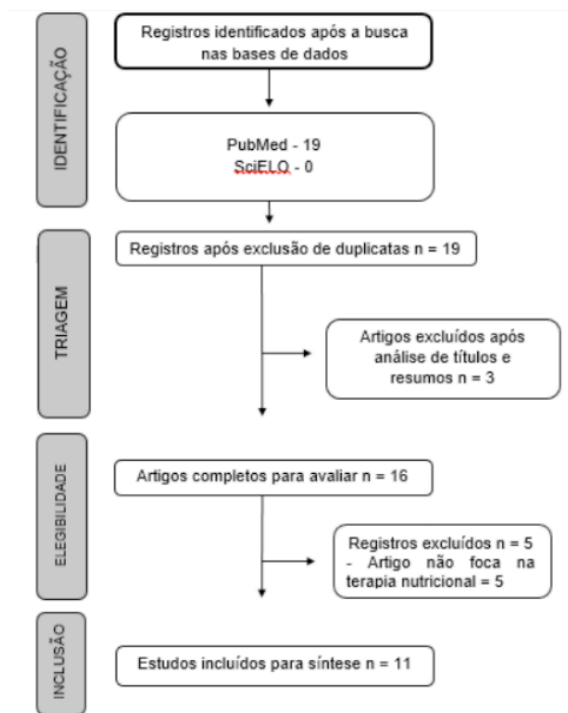 IDENTIFICAÇÃO
Registros identificados após a busca
nas bases de dados
PubMed - 19
SciELO - 0
TRIAGEM
Registros após exclusão de duplicatas n = 19
Artigos excluídos após
análise de títulos e
resumos n = 3
ELEGIBILIDADE
Artigos completos para avaliar n = 16
Registros excluídos n = 5
- Artigo não foca na
terapia nutricional = 5
INCLUSÃO
Estudos incluídos para síntese n = 11